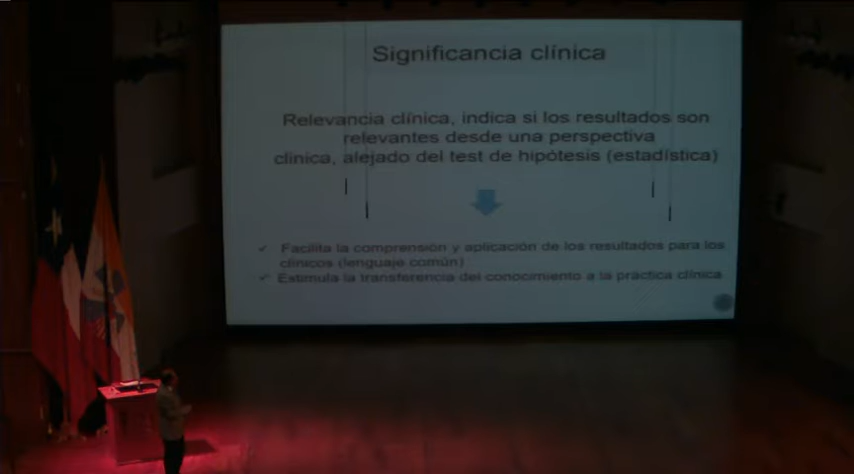 Significancia clínica
Relevancia clínica, indica si los resultados son
relevantes desde una perspectiva
clínica, alejado del test de hipótesis (estadística)
Facilita la comprensión y aplicación de los resultados para los
clínicos (lenguaje común)
Estimula la transferencia del conocimiento a la práctica clínica